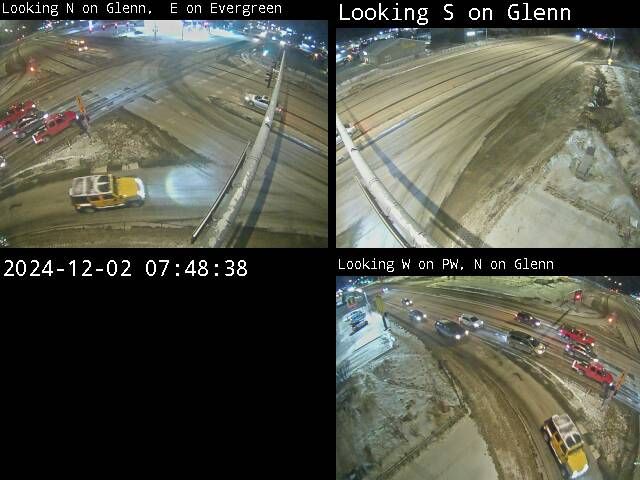 Looking N on Glenn,  E on Evergreen
Looking S on Glenn
2024-12-02 07:48:38
Looking W on PW, N on Glenn